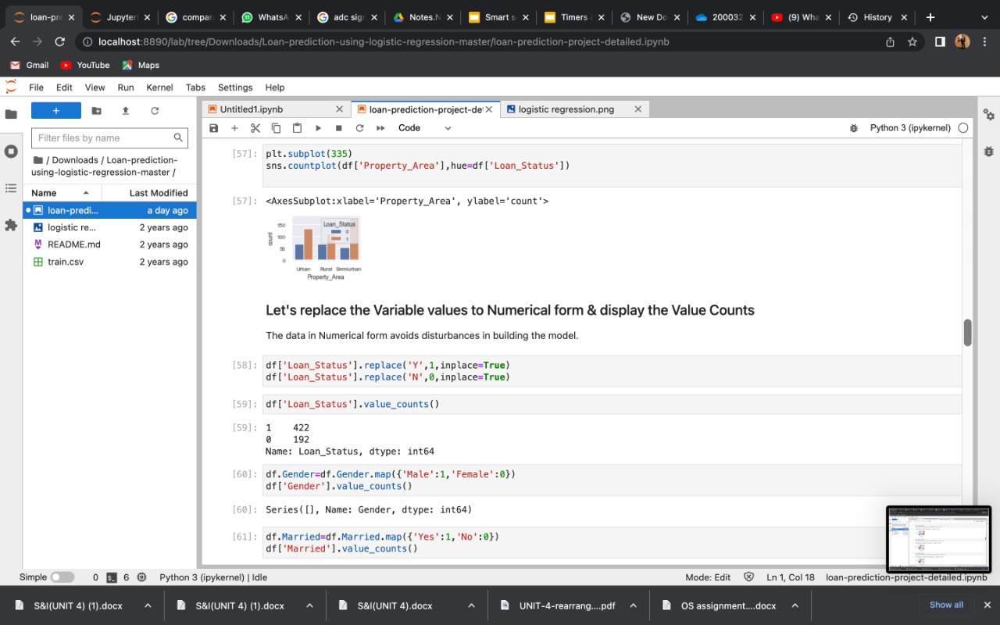 loan-pre
Jupyterl
compar
WhatsA
adc sig
Notes.N
Smart s
Timers &
New Do
200032
(9) Wha
History
localhost:8890/lab/tree/Downloads/Loan-prediction-using-logistic-regression-master/loan-prediction-project-detailed.ipynb
Gmail
YouTube
Maps
File Edit View Run Kernel Tabs Settings Help
Untitled1.ipynb
loan-prediction-project-de
logistic regression.png
Code
Python 3 (ipykernel)
Filter files by name
/ Downloads / Loan-prediction-
using-logistic-regression-master /
Name Last Modified
loan-predi... a day ago
logistic re... 2 years ago
README.md 2 years ago
train.csv 2 years ago
[57]: plt.subplot(335)
sns.countplot(df['Property_Area'],hue=df['Loan_Status'])
[57]: <AxesSubplot:xlabel='Property_Area', ylabel='count'>
Loan_Status
0
1
150
100
50
0
count
Urban Rural Semiurban
Property_Area
Let's replace the Variable values to Numerical form & display the Value Counts
The data in Numerical form avoids disturbances in building the model.
[58]: df['Loan_Status'].replace('Y',1,inplace=True)
df['Loan_Status'].replace('N',0,inplace=True)
[59]: df['Loan_Status'].value_counts()
[59]: 1 422
0 192
Name: Loan_Status, dtype: int64
[60]: df.Gender=df.Gender.map({'Male':1,'Female':0})
df['Gender'].value_counts()
[60]: Series([], Name: Gender, dtype: int64)
[61]: df.Married=df.Married.map({'Yes':1,'No':0})
df['Married'].value_counts()
Simple 0 6 Python 3 (ipykernel) | Idle
Mode: Edit Ln 1, Col 18 loan-prediction-project-detailed.ipynb
S&I(UNIT 4) (1).docx
S&I(UNIT 4) (1).docx
S&I(UNIT 4).docx
UNIT-4-rearrang....pdf
OS assignment....docx
Show all